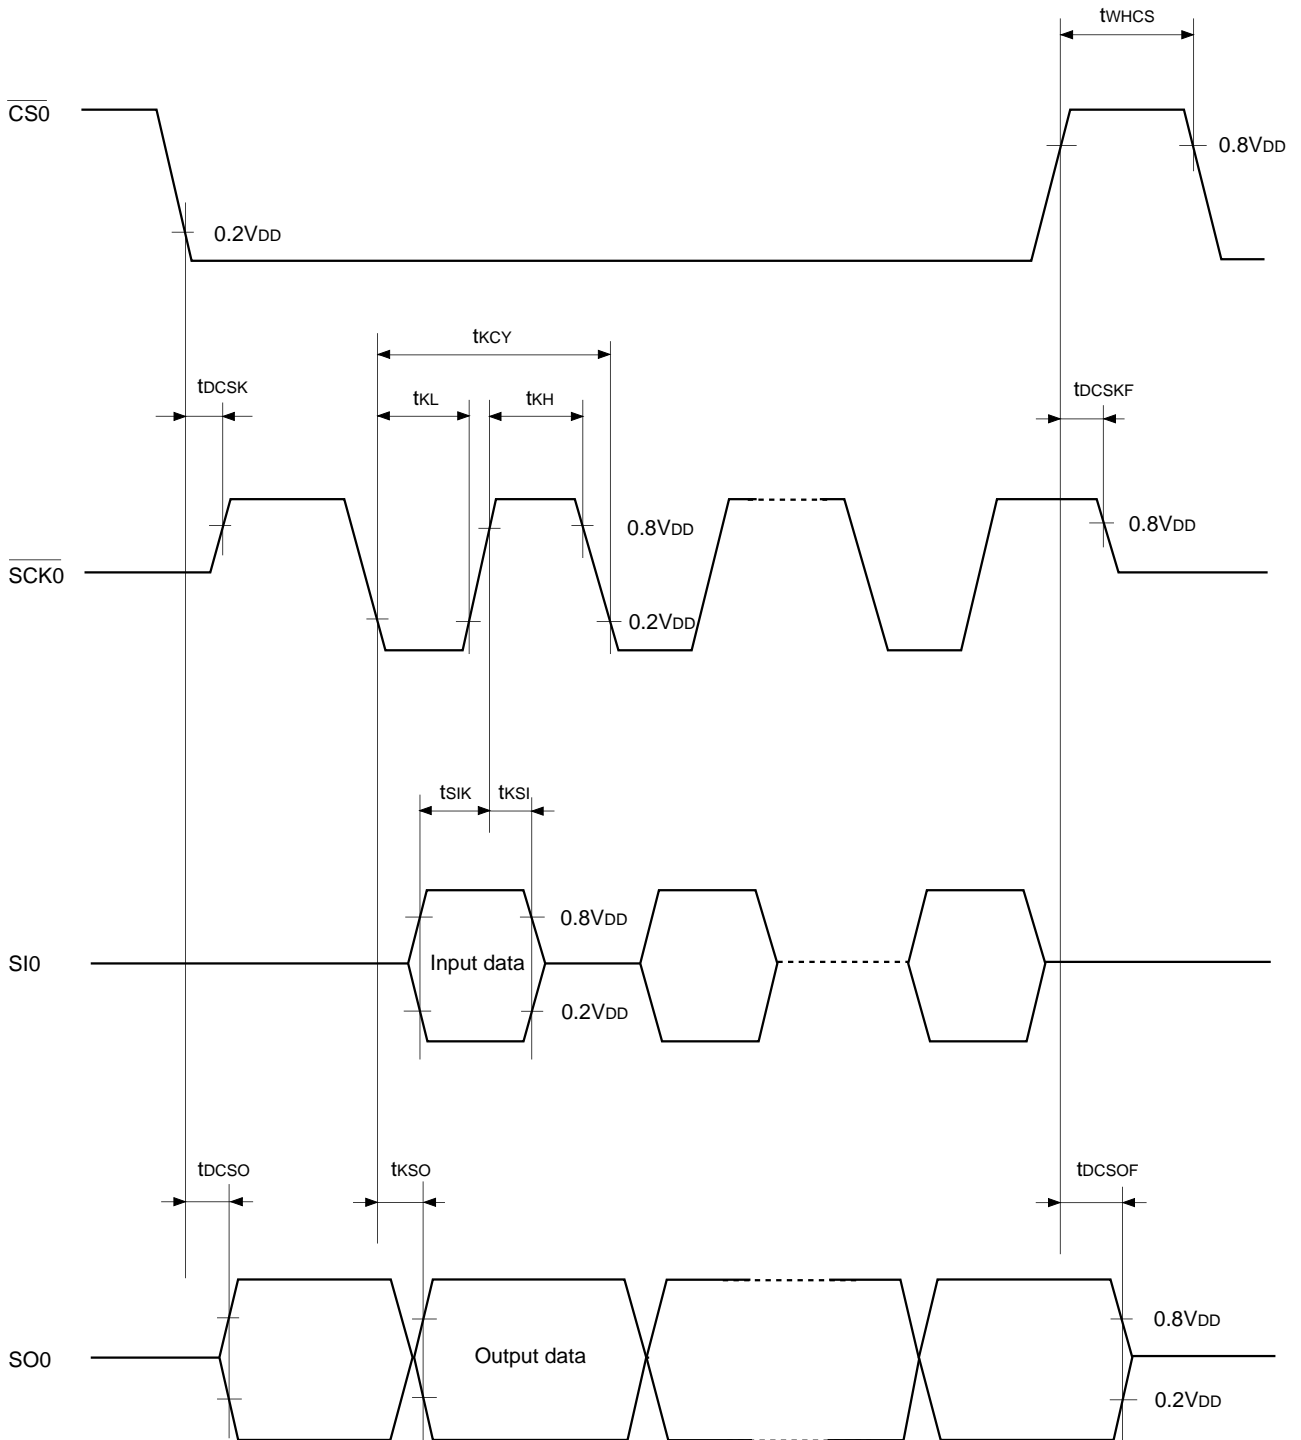 tWHCS
CS0
0.8VDD
0.2VDD
tKCY
tDCSK
tKL
tKH
tDCSKF
0.8VDD
0.8VDD
SCK0
0.2VDD
tSIK
tKSI
0.8VDD
SI0
Input data
0.2VDD
tDCSO
tKSO
tDCSOF
0.8VDD
SO0
Output data
0.2VDD